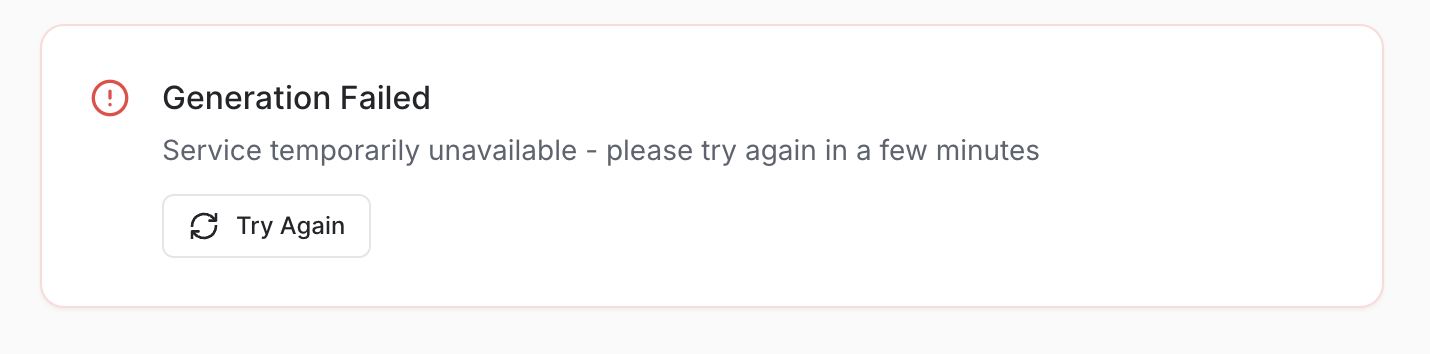 Generation Failed
Service temporarily unavailable - please try again in a few minutes
Try Again